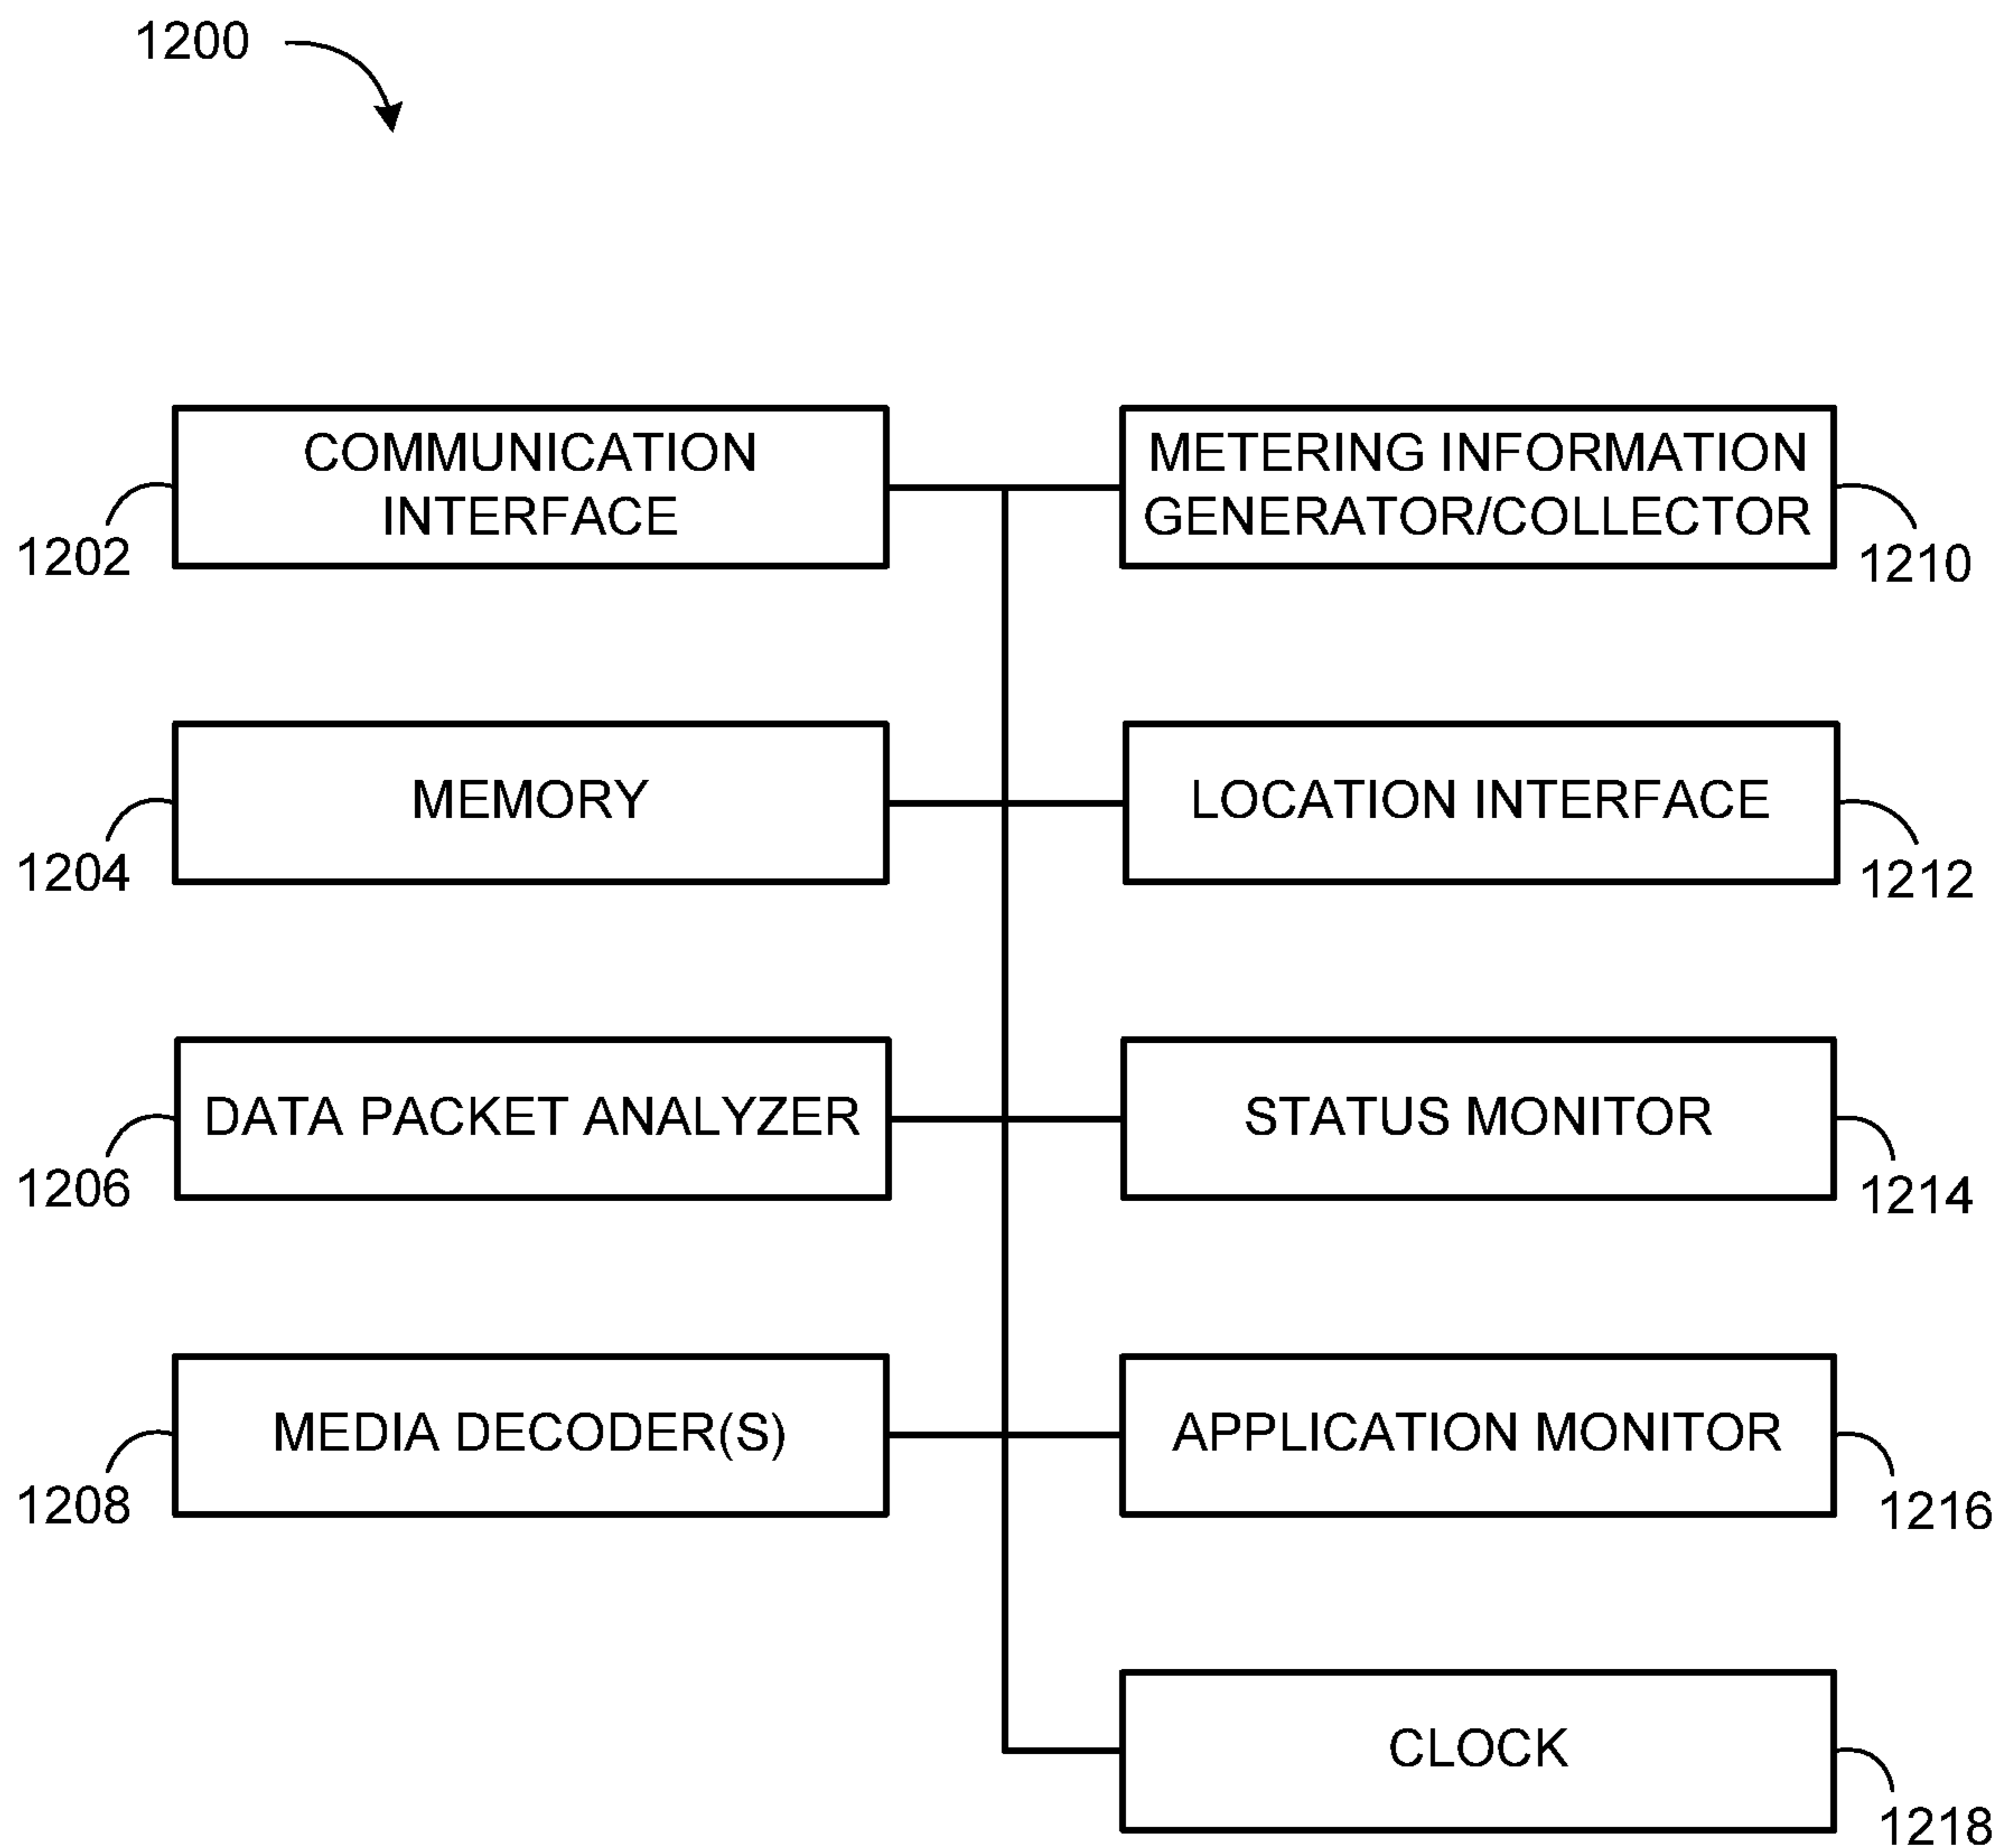 1200
COMMUNICATION
INTERFACE
1202
METERING INFORMATION
GENERATOR/COLLECTOR
1210
MEMORY
1204
LOCATION INTERFACE
1212
DATA PACKET ANALYZER
1206
STATUS MONITOR
1214
MEDIA DECODER(S)
1208
APPLICATION MONITOR
1216
CLOCK
1218